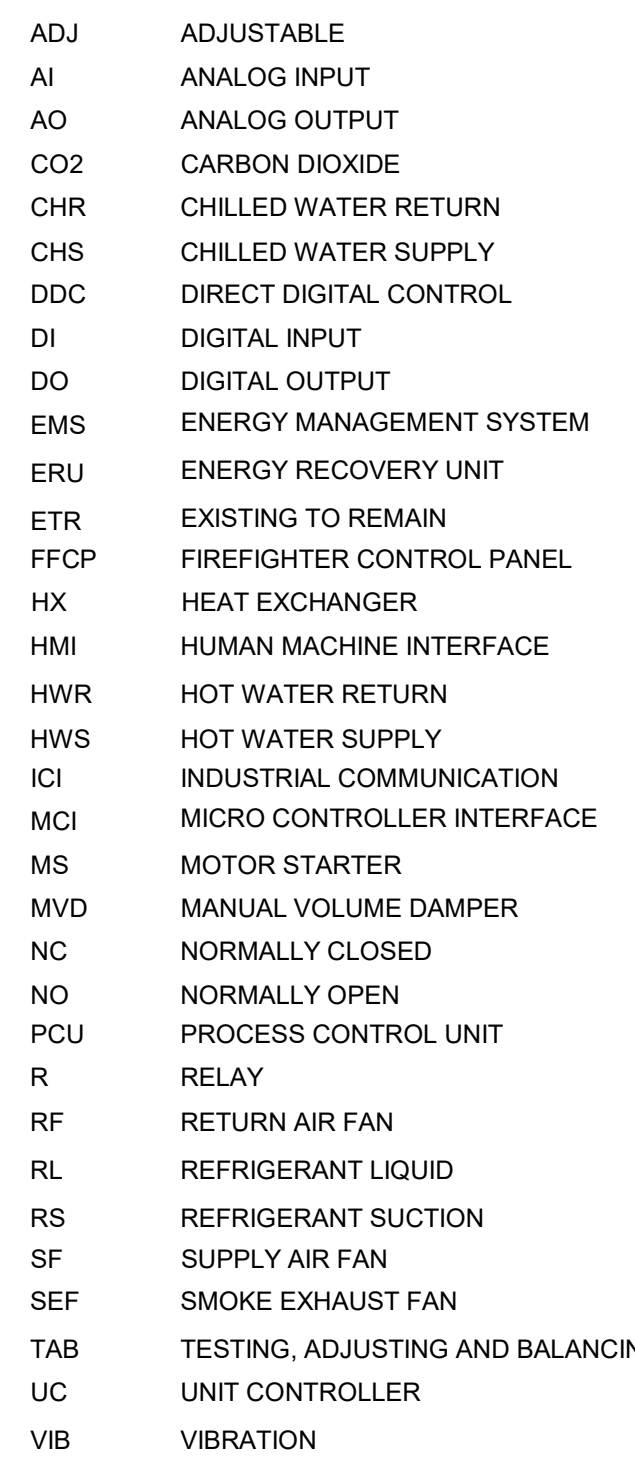 ADJ ADJUSTABLE
AI ANALOG INPUT
AO ANALOG OUTPUT
CO2 CARBON DIOXIDE
CHR CHILLED WATER RETURN
CHS CHILLED WATER SUPPLY
DDC DIRECT DIGITAL CONTROL
DI DIGITAL INPUT
DO DIGITAL OUTPUT
EMS ENERGY MANAGEMENT SYSTEM
ERU ENERGY RECOVERY UNIT
ETR EXISTING TO REMAIN
FFCP FIREFIGHTER CONTROL PANEL
HX HEAT EXCHANGER
HMI HUMAN MACHINE INTERFACE
HWR HOT WATER RETURN
HWS HOT WATER SUPPLY
ICI INDUSTRIAL COMMUNICATION
MCI MICRO CONTROLLER INTERFACE
MS MOTOR STARTER
MVD MANUAL VOLUME DAMPER
NC NORMALLY CLOSED
NO NORMALLY OPEN
PCU PROCESS CONTROL UNIT
R RELAY
RF RETURN AIR FAN
RL REFRIGERANT LIQUID
RS REFRIGERANT SUCTION
SF SUPPLY AIR FAN
SEF SMOKE EXHAUST FAN
TAB TESTING, ADJUSTING AND BALANCIN
UC UNIT CONTROLLER
VIB VIBRATION